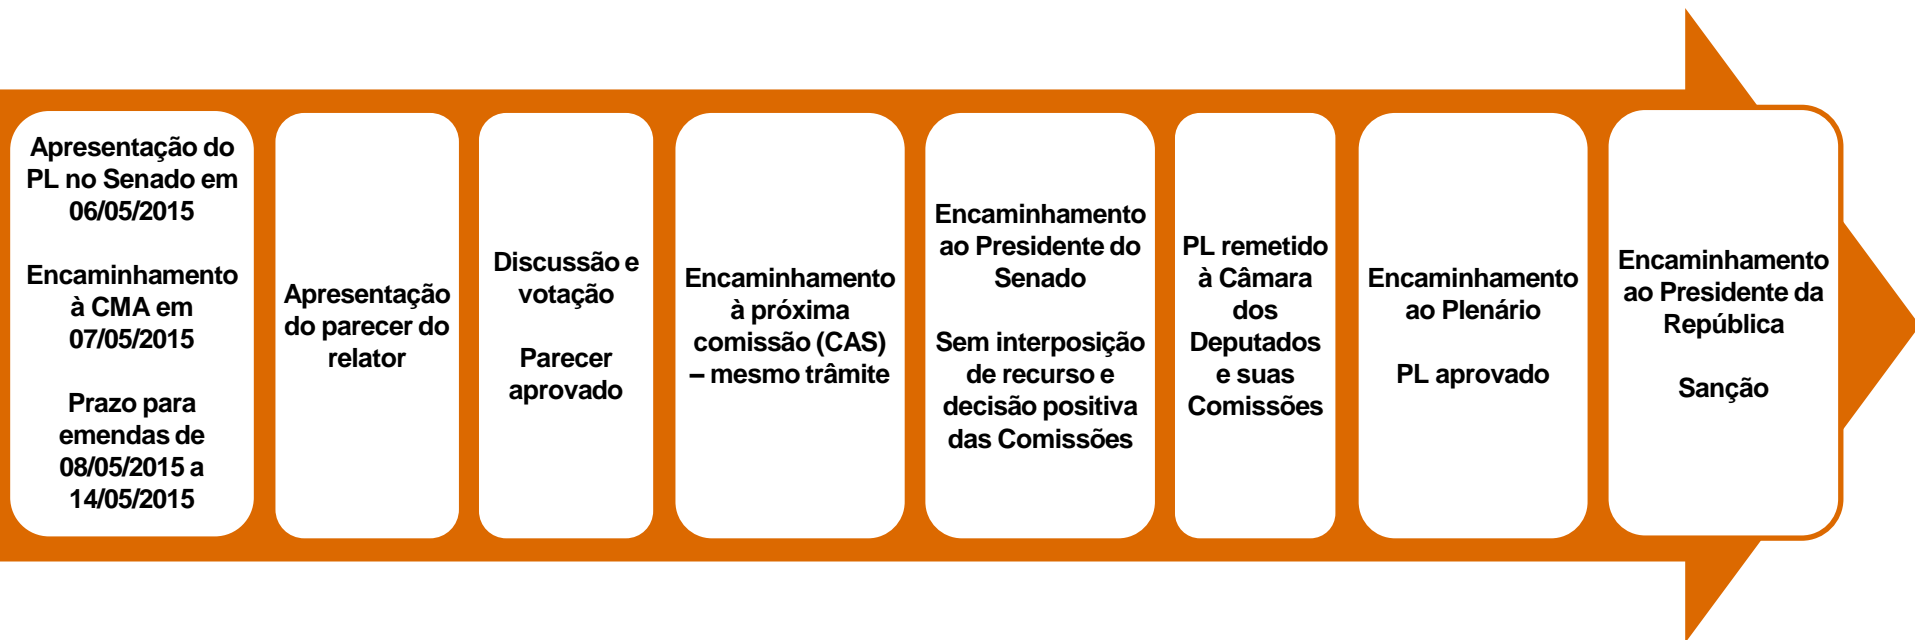 Apresentação do
PL no Senado em
06/05/2015
Encaminhamento
à CMA em
07/05/2015
Prazo para
emendas de
08/05/2015 a
14/05/2015
Apresentação
do parecer do
relator
Discussão e
votação
Parecer
aprovado
Encaminhamento
à próxima
comissão (CAS)
– mesmo trâmite
Encaminhamento
ao Presidente do
Senado
Sem interposição
de recurso e
decisão positiva
das Comissões
PL remetido
à Câmara
dos
Deputados
e suas
Comissões
Encaminhamento
ao Plenário
PL aprovado
Encaminhamento
ao Presidente da
República
Sanção